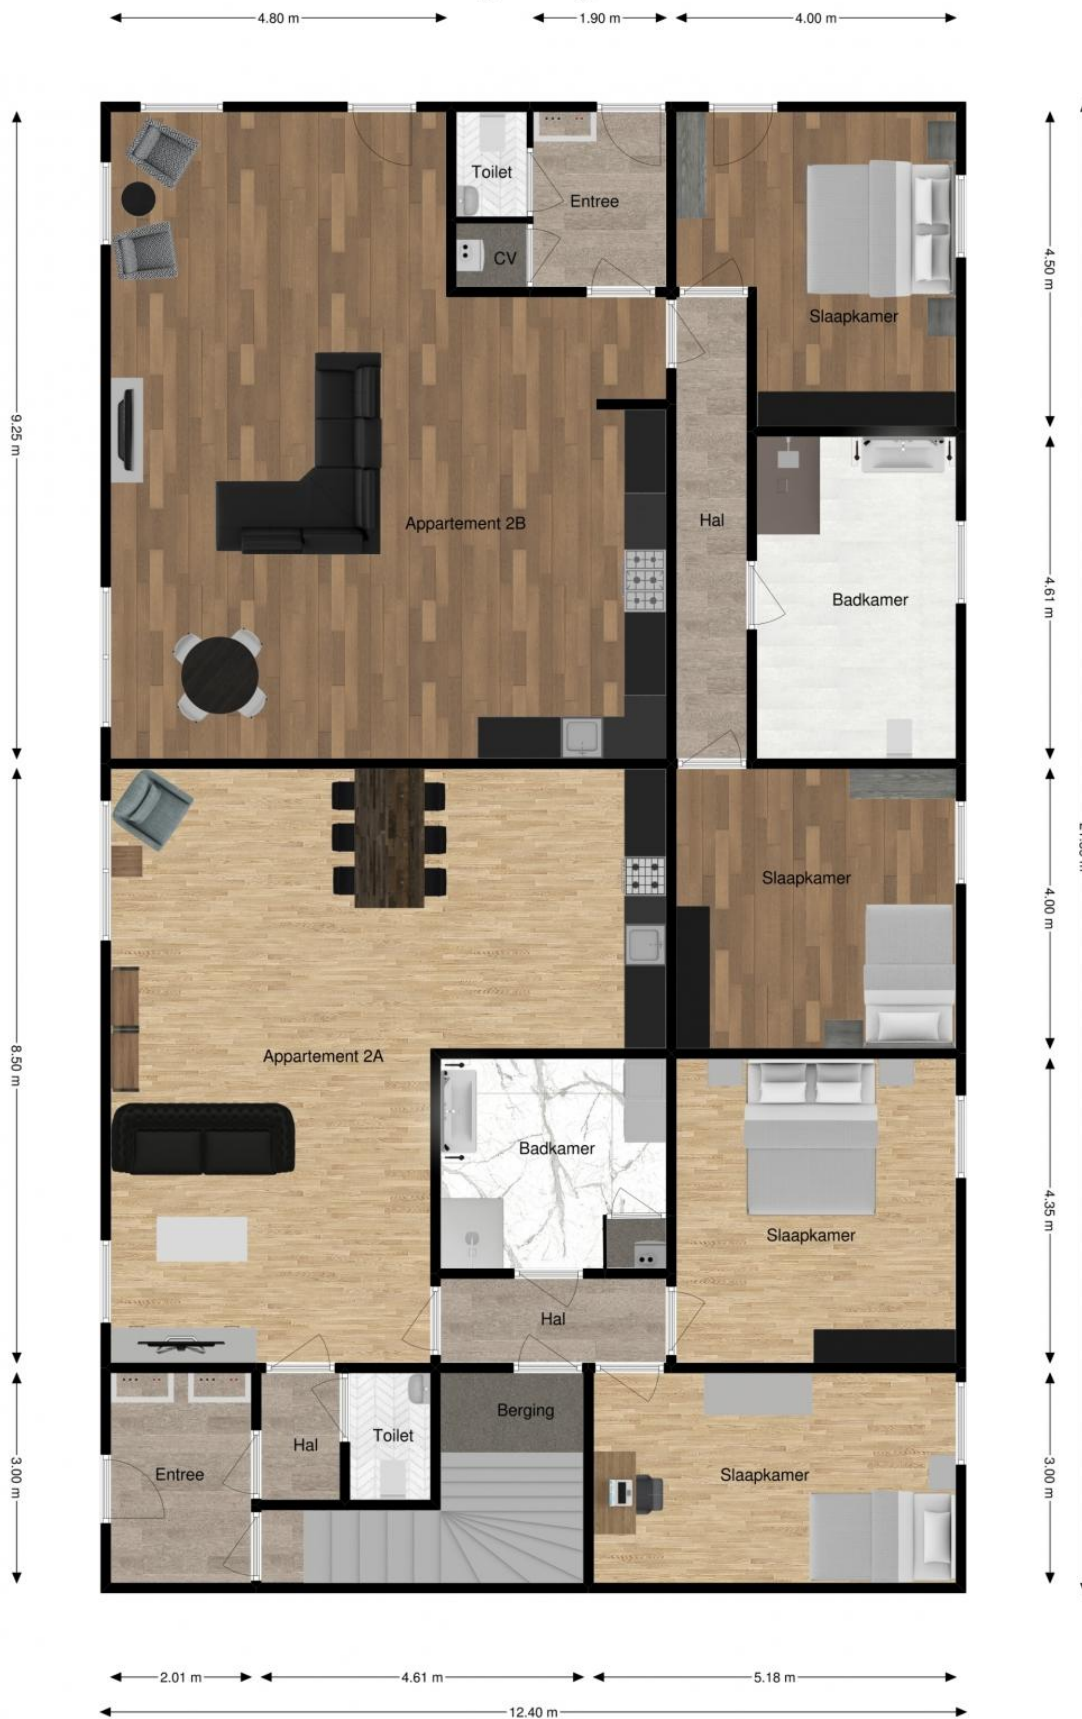 4.80 m
1.90 m
4.00 m
Toilet
Entree
CV
4.50 m
Slaapkamer
9.25 m
Appartement 2B
Hal
Badkamer
4.61 m
Slaapkamer
4.00 m
Appartement 2A
8.50 m
Badkamer
4.35 m
Slaapkamer
Hal
Berging
Toilet
Hal
Entree
Slaapkamer
3.00 m
3.00 m
2.01 m
4.61 m
5.18 m
12.40 m